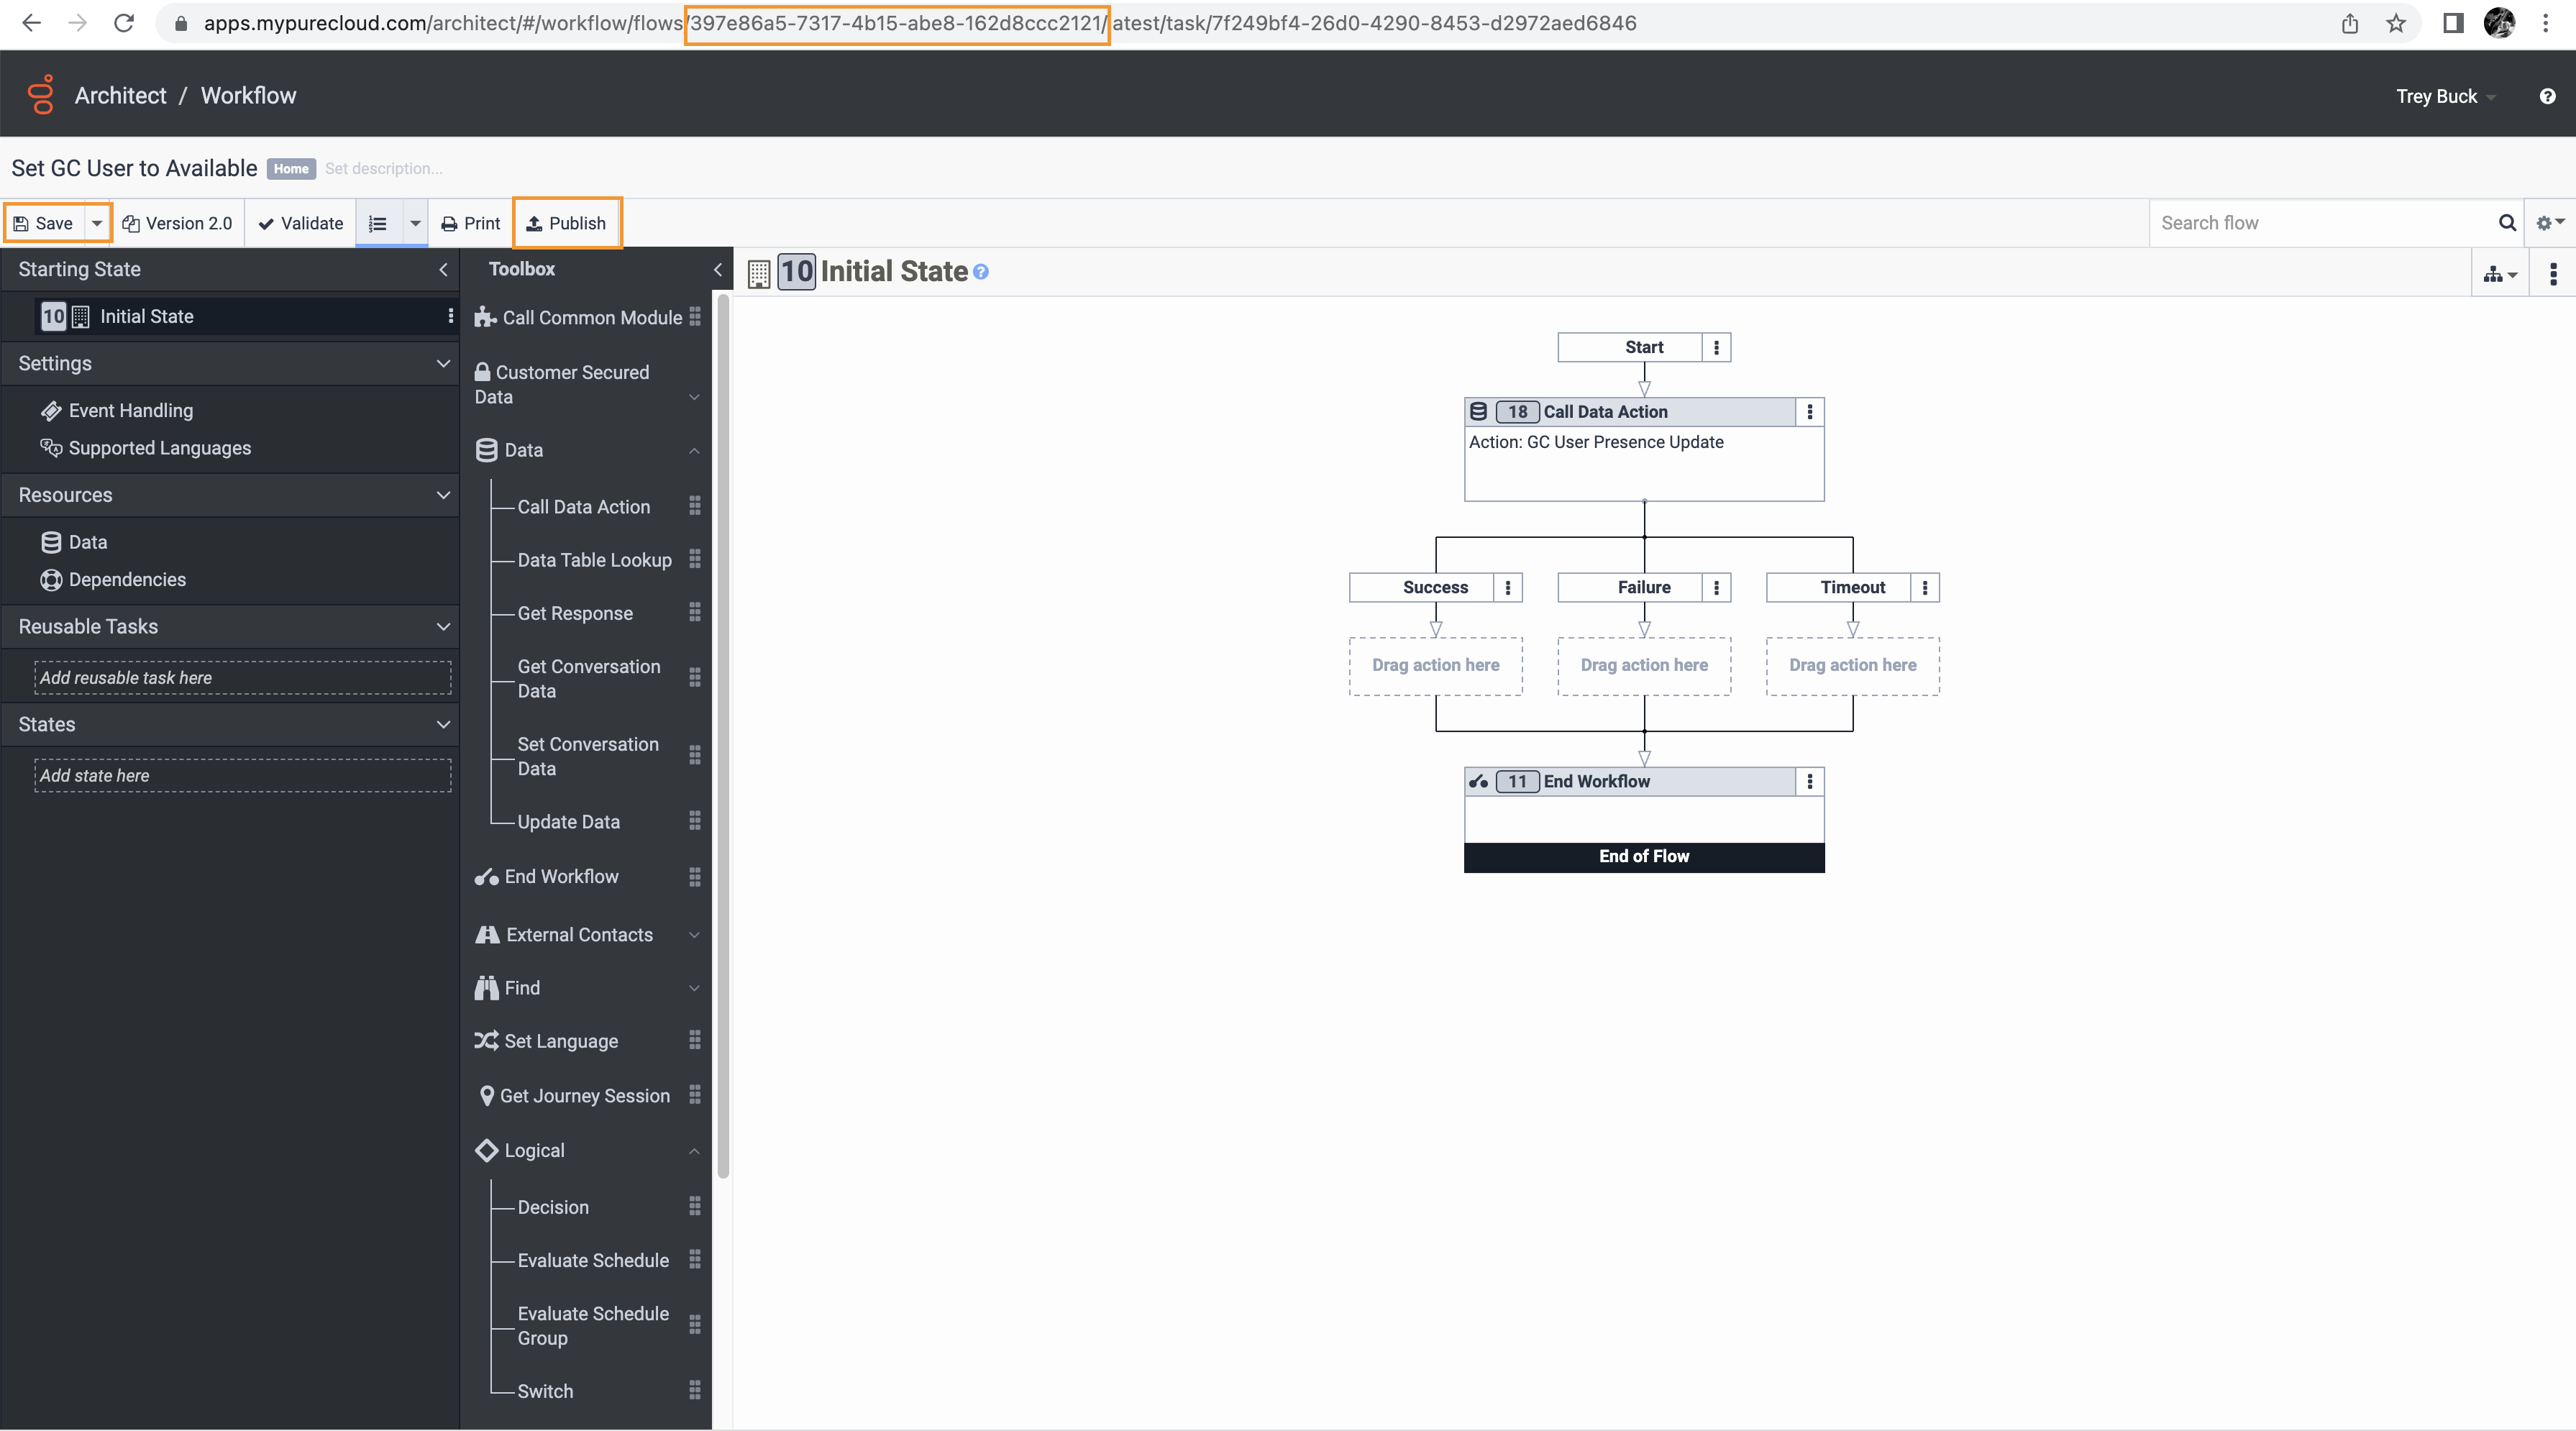 apps.mypurecloud.com/architect/#/workflow/flows/397e86a5-7317-4b15-abe8-162d8ccc2121/latest/task/7f249bf4-26d0-4290-8453-d2972aed6846
Architect / Workflow
Trey Buck
?
Set GC User to Available Home Set description...
Save Version 2.0 Validate Print Publish
Search flow
Starting State
10 Initial State
Settings
Event Handling
Supported Languages
Resources
Data
Dependencies
Reusable Tasks
Add reusable task here
States
Add state here
Toolbox
Call Common Module
Customer Secured
Data
Data
Call Data Action
Data Table Lookup
Get Response
Get Conversation
Data
Set Conversation
Data
Update Data
End Workflow
External Contacts
Find
Set Language
Get Journey Session
Logical
Decision
Evaluate Schedule
Evaluate Schedule
Group
Switch
10 Initial State ?
Start
18 Call Data Action
Action: GC User Presence Update
Success Failure Timeout
Drag action here Drag action here Drag action here
11 End Workflow
End of Flow